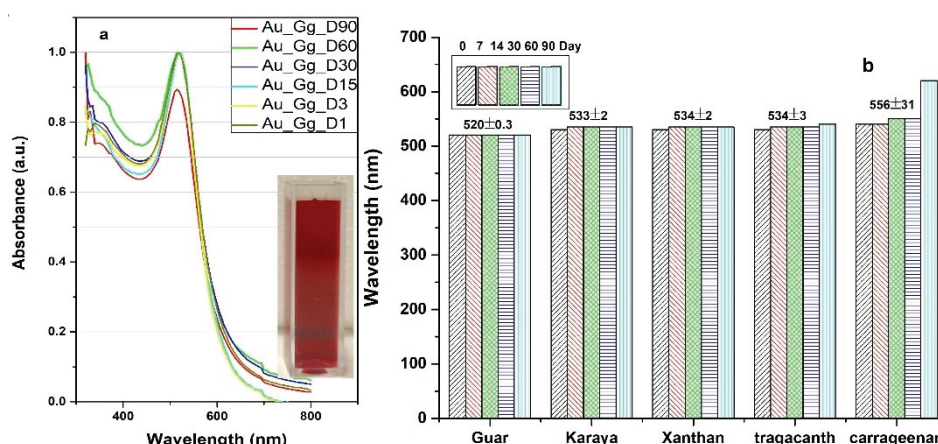 a
Au_Gg_D90
Au_Gg_D60
Au_Gg_D30
Au_Gg_D15
Au_Gg_D3
Au_Gg_D1
1.0
0.8
0.6
0.4
0.2
0.0
Absorbance (a.u.)
400
600
800
Wavelength (nm)
b
0 7 14 30 60 90 Day
700
600
500
400
300
200
100
0
Wavelength (nm)
520±0.3
533±2
534±2
534±3
556±31
Guar
Karaya
Xanthan
tragacanth
carrageenan